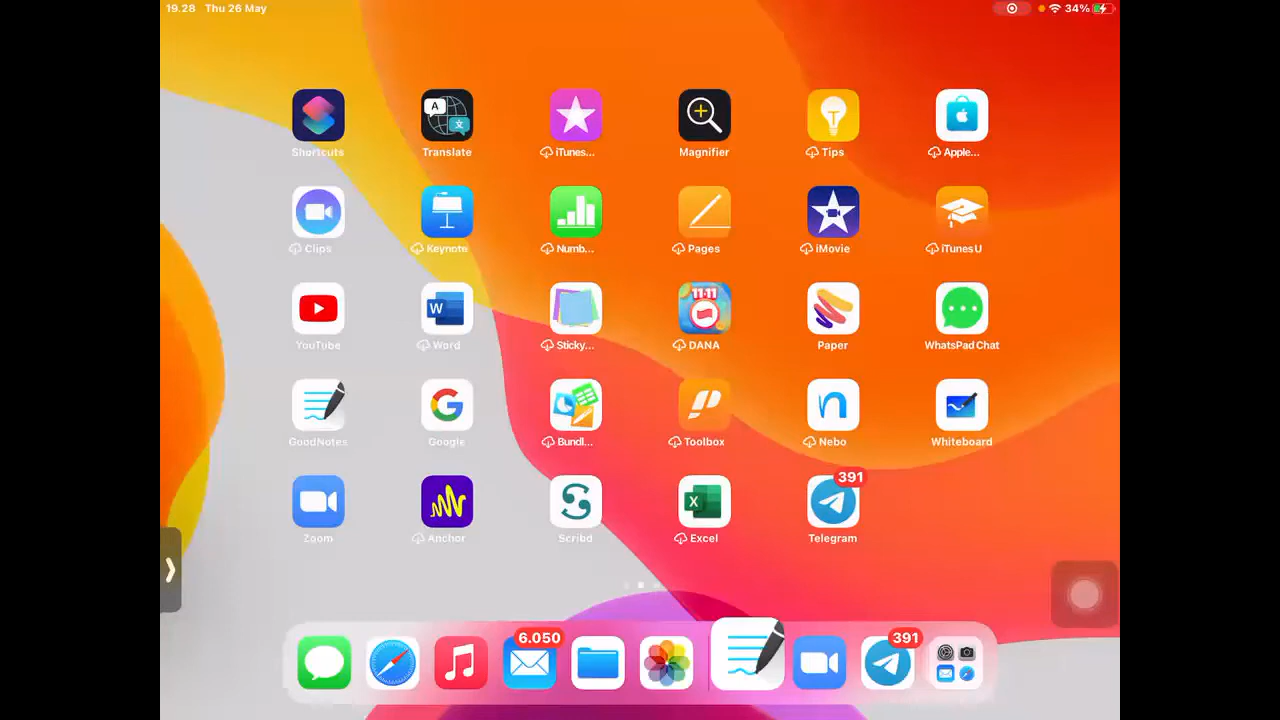 19.28 Thu 26 May 34%
Shortcuts Translate iTunes... Magnifier Tips Apple...
Clips Keynote Numb... Pages iMovie iTunes U
11.11
YouTube Word Sticky... DANA Paper WhatsPad Chat
GoodNotes Google Bundl... Toolbox Nebo Whiteboard
391
Zoom Anchor Scribd Excel Telegram
6.050 391